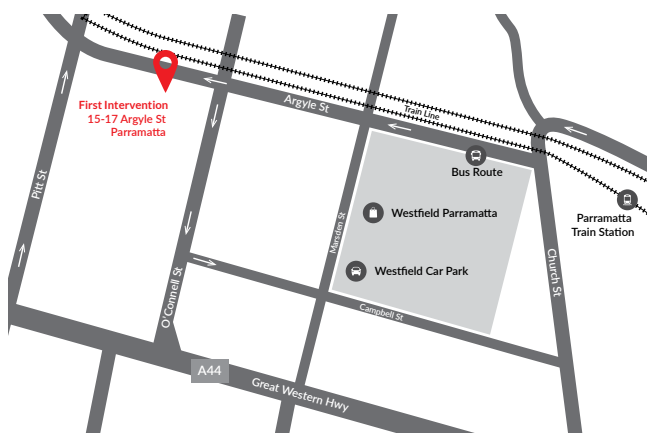 First Intervention
15-17 Argyle St
Parramatta
Argyle St
Train Line
Bus Route
Pitt St
Westfield Parramatta
Marsden St
Parramatta
Train Station
Westfield Car Park
Church St
O'Connell St
Campbell St
A44
Great Western Hwy